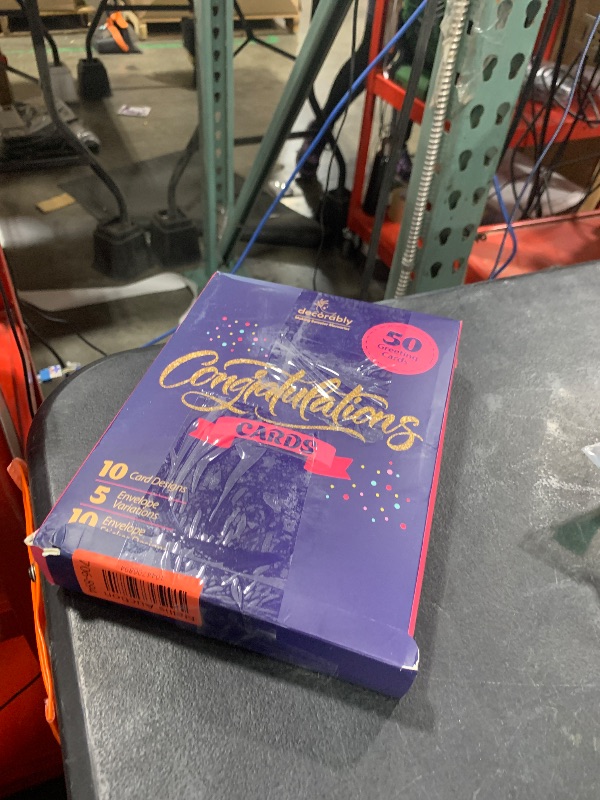 decorably
50
Greeting
Cards
Congratulations
CARDS
10 Card Designs
5 Envelope
Variations
10 Envelope